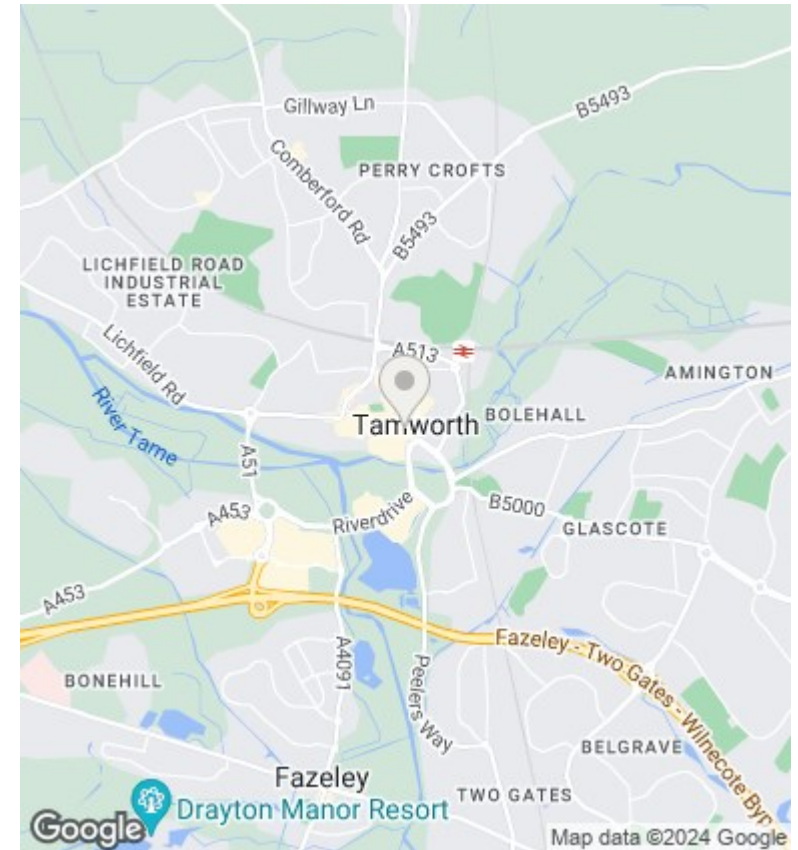 Gillway Ln
B5493
PERRY CROFTS
Comberford Rd
B5493
LICHFIELD ROAD
INDUSTRIAL
ESTATE
A513
Lichfield Rd
AMINGTON
River Tame
Tamworth
BOLEHALL
A51
A453
Riverdrive
B5000
GLASCOTE
A453
Fazeley - Two Gates - Wilnecote Byp
A4091
Peelers Way
BONEHILL
BELGRAVE
Fazeley
TWO GATES
Drayton Manor Resort
Google
Map data ©2024 Google